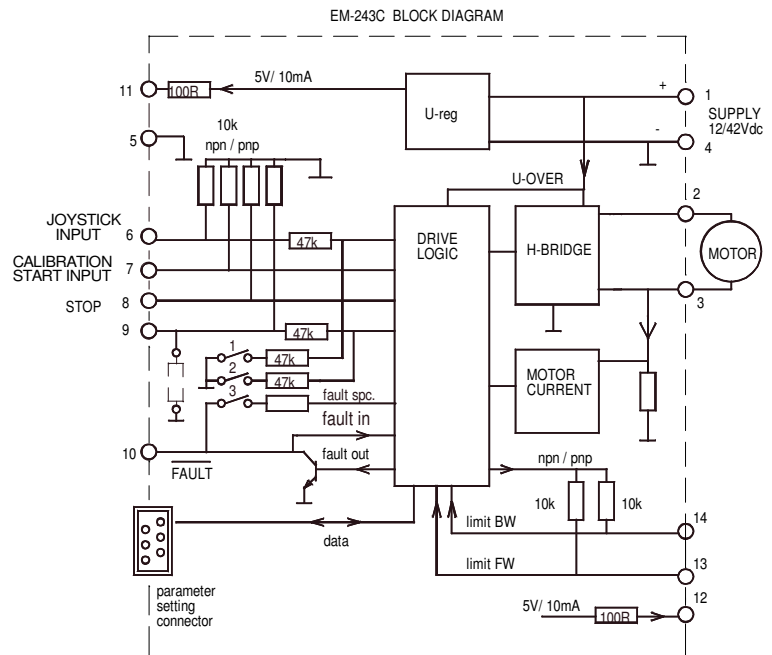 EM-243C BLOCK DIAGRAM
11
100R
5V/ 10mA
U-reg
+
1
SUPPLY
12/42Vdc
-
4
5
10k
npn / pnp
U-OVER
2
JOYSTICK
INPUT
6
47k
DRIVE
LOGIC
H-BRIDGE
MOTOR
CALIBRATION
START INPUT
7
STOP
8
3
9
47k
1
47k
2
47k
3
fault spc.
MOTOR
CURRENT
fault in
10
FAULT
fault out
npn / pnp
10k
10k
limit BW
14
data
limit FW
13
parameter
setting
connector
5V/ 10mA
100R
12